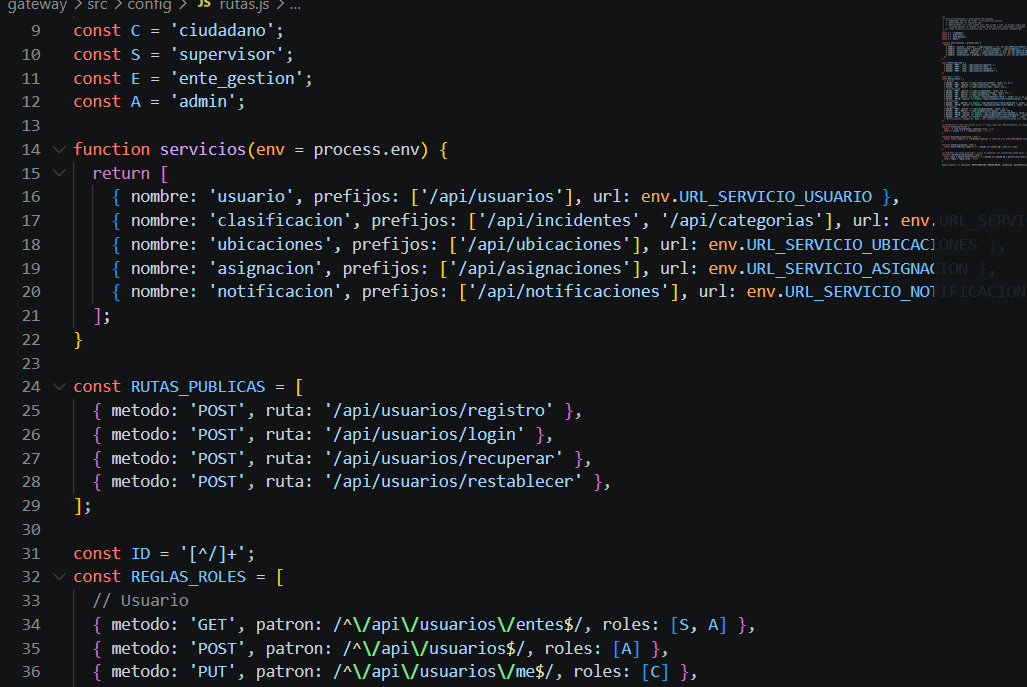 gateway > src > config > JS rutas.js > ...
9 const C = 'ciudadano';
10 const S = 'supervisor';
11 const E = 'ente_gestion';
12 const A = 'admin';
13
14 function servicios(env = process.env) {
15 return [
16 { nombre: 'usuario', prefijos: ['/api/usuarios'], url: env.URL_SERVICIO_USUARIO },
17 { nombre: 'clasificacion', prefijos: ['/api/incidentes', '/api/categorias'], url: env.URL_SERVI
18 { nombre: 'ubicaciones', prefijos: ['/api/ubicaciones'], url: env.URL_SERVICIO_UBICACIONES },
19 { nombre: 'asignacion', prefijos: ['/api/asignaciones'], url: env.URL_SERVICIO_ASIGNACION },
20 { nombre: 'notificacion', prefijos: ['/api/notificaciones'], url: env.URL_SERVICIO_NOTIFICACION
21 ];
22 }
23
24 const RUTAS_PUBLICAS = [
25 { metodo: 'POST', ruta: '/api/usuarios/registro' },
26 { metodo: 'POST', ruta: '/api/usuarios/login' },
27 { metodo: 'POST', ruta: '/api/usuarios/recuperar' },
28 { metodo: 'POST', ruta: '/api/usuarios/restablecer' },
29 ];
30
31 const ID = '[^/]+';
32 const REGLAS_ROLES = [
33 // Usuario
34 { metodo: 'GET', patron: /^\/api\/usuarios\/entes$/, roles: [S, A] },
35 { metodo: 'POST', patron: /^\/api\/usuarios$/, roles: [A] },
36 { metodo: 'PUT', patron: /^\/api\/usuarios\/me$/, roles: [C] },